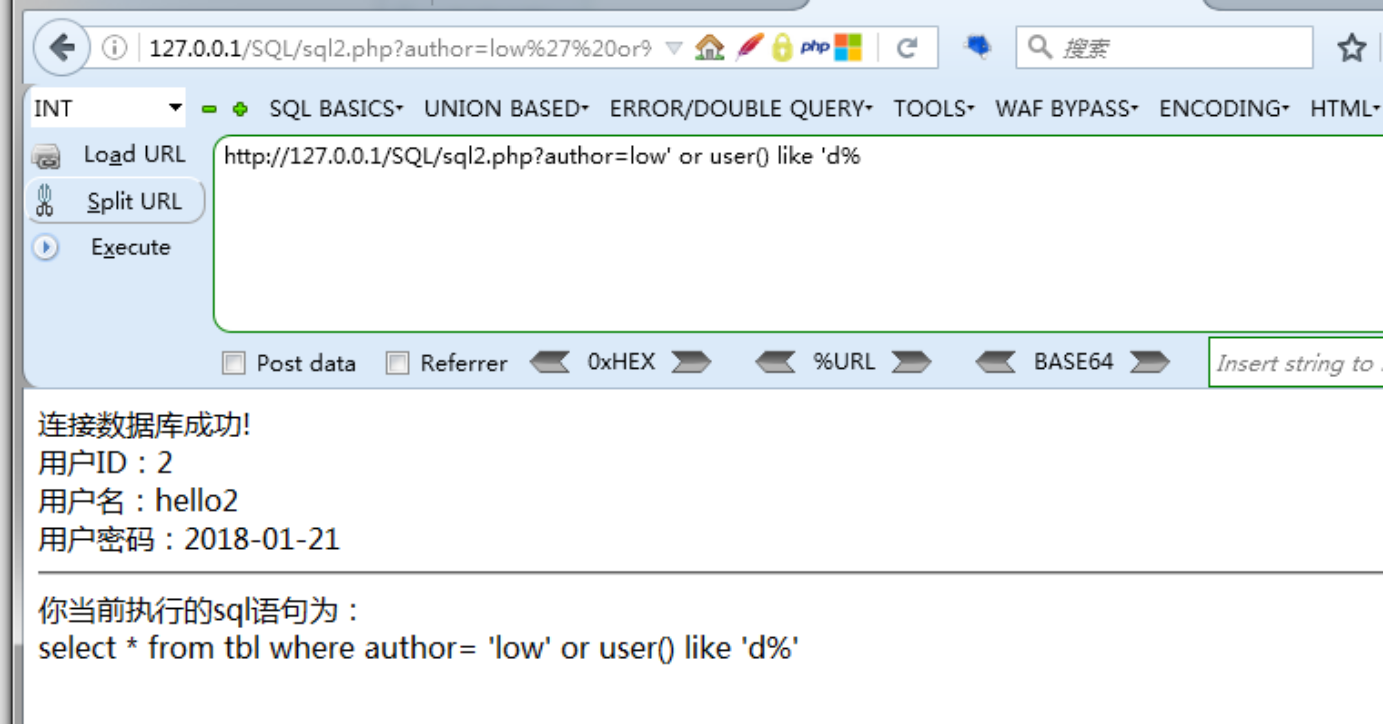 127.0.0.1/SQL/sql2.php?author=low%27%20or9
php
搜索
INT
SQL BASICS
UNION BASED
ERROR/DOUBLE QUERY
TOOLS
WAF BYPASS
ENCODING
HTML
Load URL
http://127.0.0.1/SQL/sql2.php?author=low' or user() like 'd%
Split URL
Execute
Post data
Referrer
0xHEX
%URL
BASE64
Insert string to
连接数据库成功!
用户ID：2
用户名：hello2
用户密码：2018-01-21
你当前执行的sql语句为：
select * from tbl where author= 'low' or user() like 'd%'